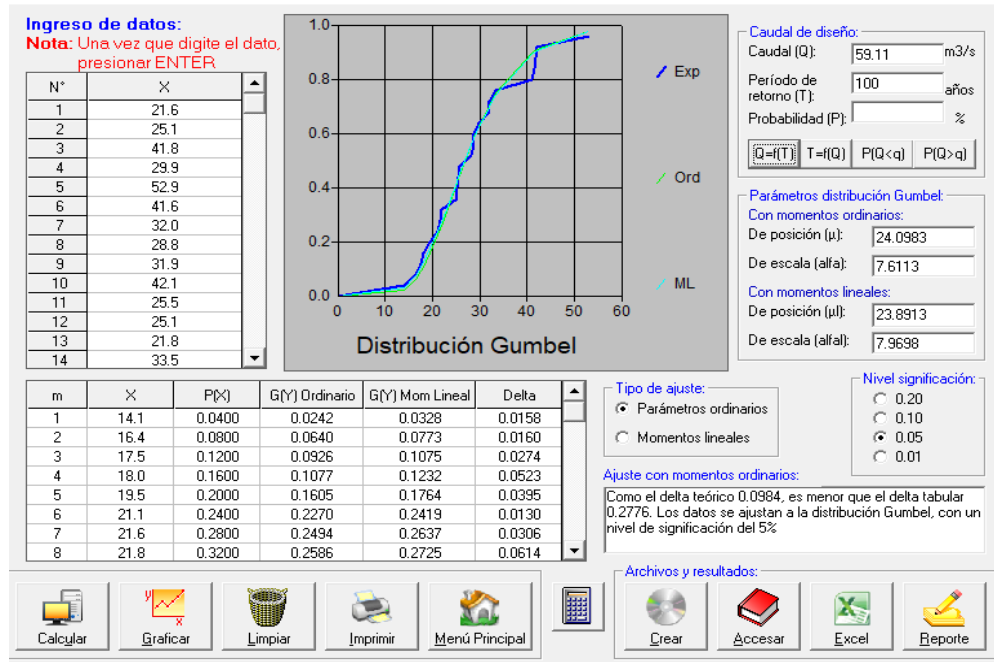 Ingreso de datos:
Nota: Una vez que digite el dato,
presionar ENTER
N° X
1 21.6
2 25.1
3 41.8
4 29.9
5 52.9
6 41.6
7 32.0
8 28.8
9 31.9
10 42.1
11 25.5
12 25.1
13 21.8
14 33.5
1.0
0.8
0.6
0.4
0.2
0.0
0 10 20 30 40 50 60
Exp
Ord
ML
Distribución Gumbel
Caudal de diseño:
Caudal (Q): 59.11 m3/s
Período de
retorno (T): 100 años
Probabilidad (P): %
Q=f(T) T=f(Q) P(Q<q) P(Q>q)
Parámetros distribución Gumbel:
Con momentos ordinarios:
De posición (µ): 24.0983
De escala (alfa): 7.6113
Con momentos lineales:
De posición (µl): 23.8913
De escala (alfal): 7.9698
m X P(X) G(Y) Ordinario G(Y) Mom Lineal Delta
1 14.1 0.0400 0.0242 0.0328 0.0158
2 16.4 0.0800 0.0640 0.0773 0.0160
3 17.5 0.1200 0.0926 0.1075 0.0274
4 18.0 0.1600 0.1077 0.1232 0.0523
5 19.5 0.2000 0.1605 0.1764 0.0395
6 21.1 0.2400 0.2270 0.2419 0.0130
7 21.6 0.2800 0.2494 0.2637 0.0306
8 21.8 0.3200 0.2586 0.2725 0.0614
Tipo de ajuste:
Parámetros ordinarios
Momentos lineales
Nivel significación:
0.20
0.10
0.05
0.01
Ajuste con momentos ordinarios:
Como el delta teórico 0.0984, es menor que el delta tabular
0.2776. Los datos se ajustan a la distribución Gumbel, con un
nivel de significación del 5%
Calcular Graficar Limpiar Imprimir Menú Principal
Archivos y resultados:
Crear Accesar Excel Reporte